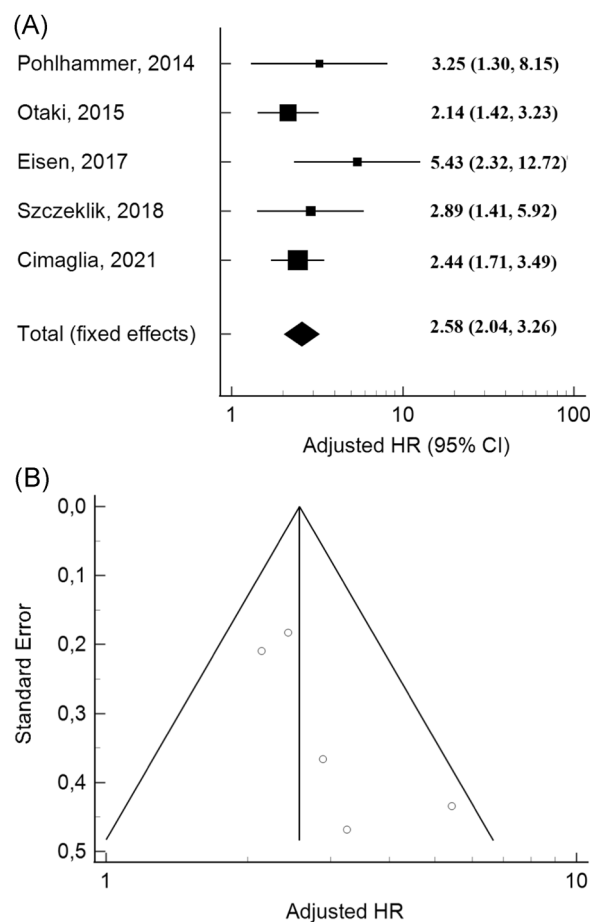 (A)
Pohlhammer, 2014 3.25 (1.30, 8.15)
Otaki, 2015 2.14 (1.42, 3.23)
Eisen, 2017 5.43 (2.32, 12.72)
Szczeklik, 2018 2.89 (1.41, 5.92)
Cimaglia, 2021 2.44 (1.71, 3.49)
Total (fixed effects) 2.58 (2.04, 3.26)
1 10 100
Adjusted HR (95% CI)
(B)
0,0
0,1
0,2
0,3
0,4
0,5
Standard Error
1 10
Adjusted HR